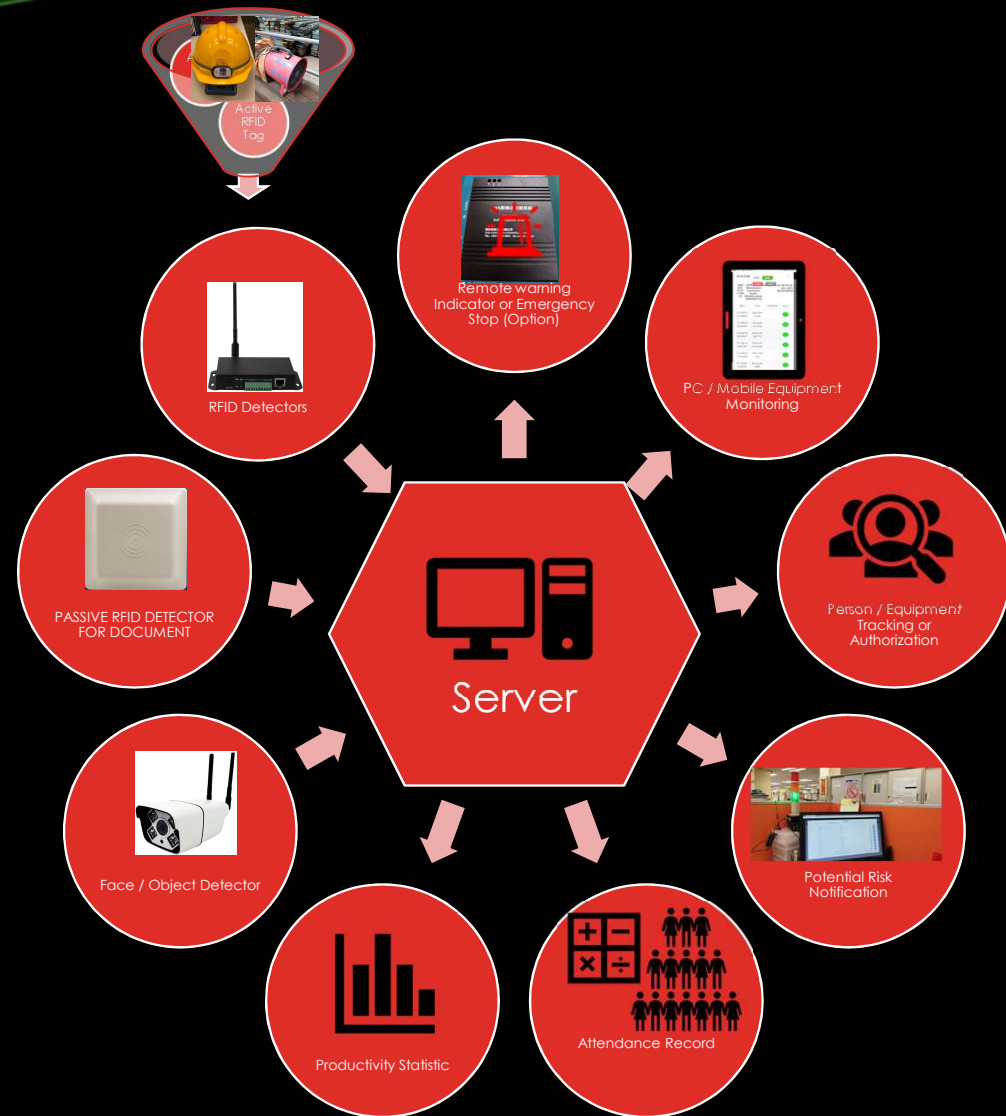 Active
RFID
Tag
Remote warning
Indicator or Emergency
Stop (Option)
RFID Detectors
PC / Mobile Equipment
Monitoring
PASSIVE RFID DETECTOR
FOR DOCUMENT
Person / Equipment
Tracking or
Authorization
Server
Face / Object Detector
Potential Risk
Notification
Productivity Statistic
Attendance Record